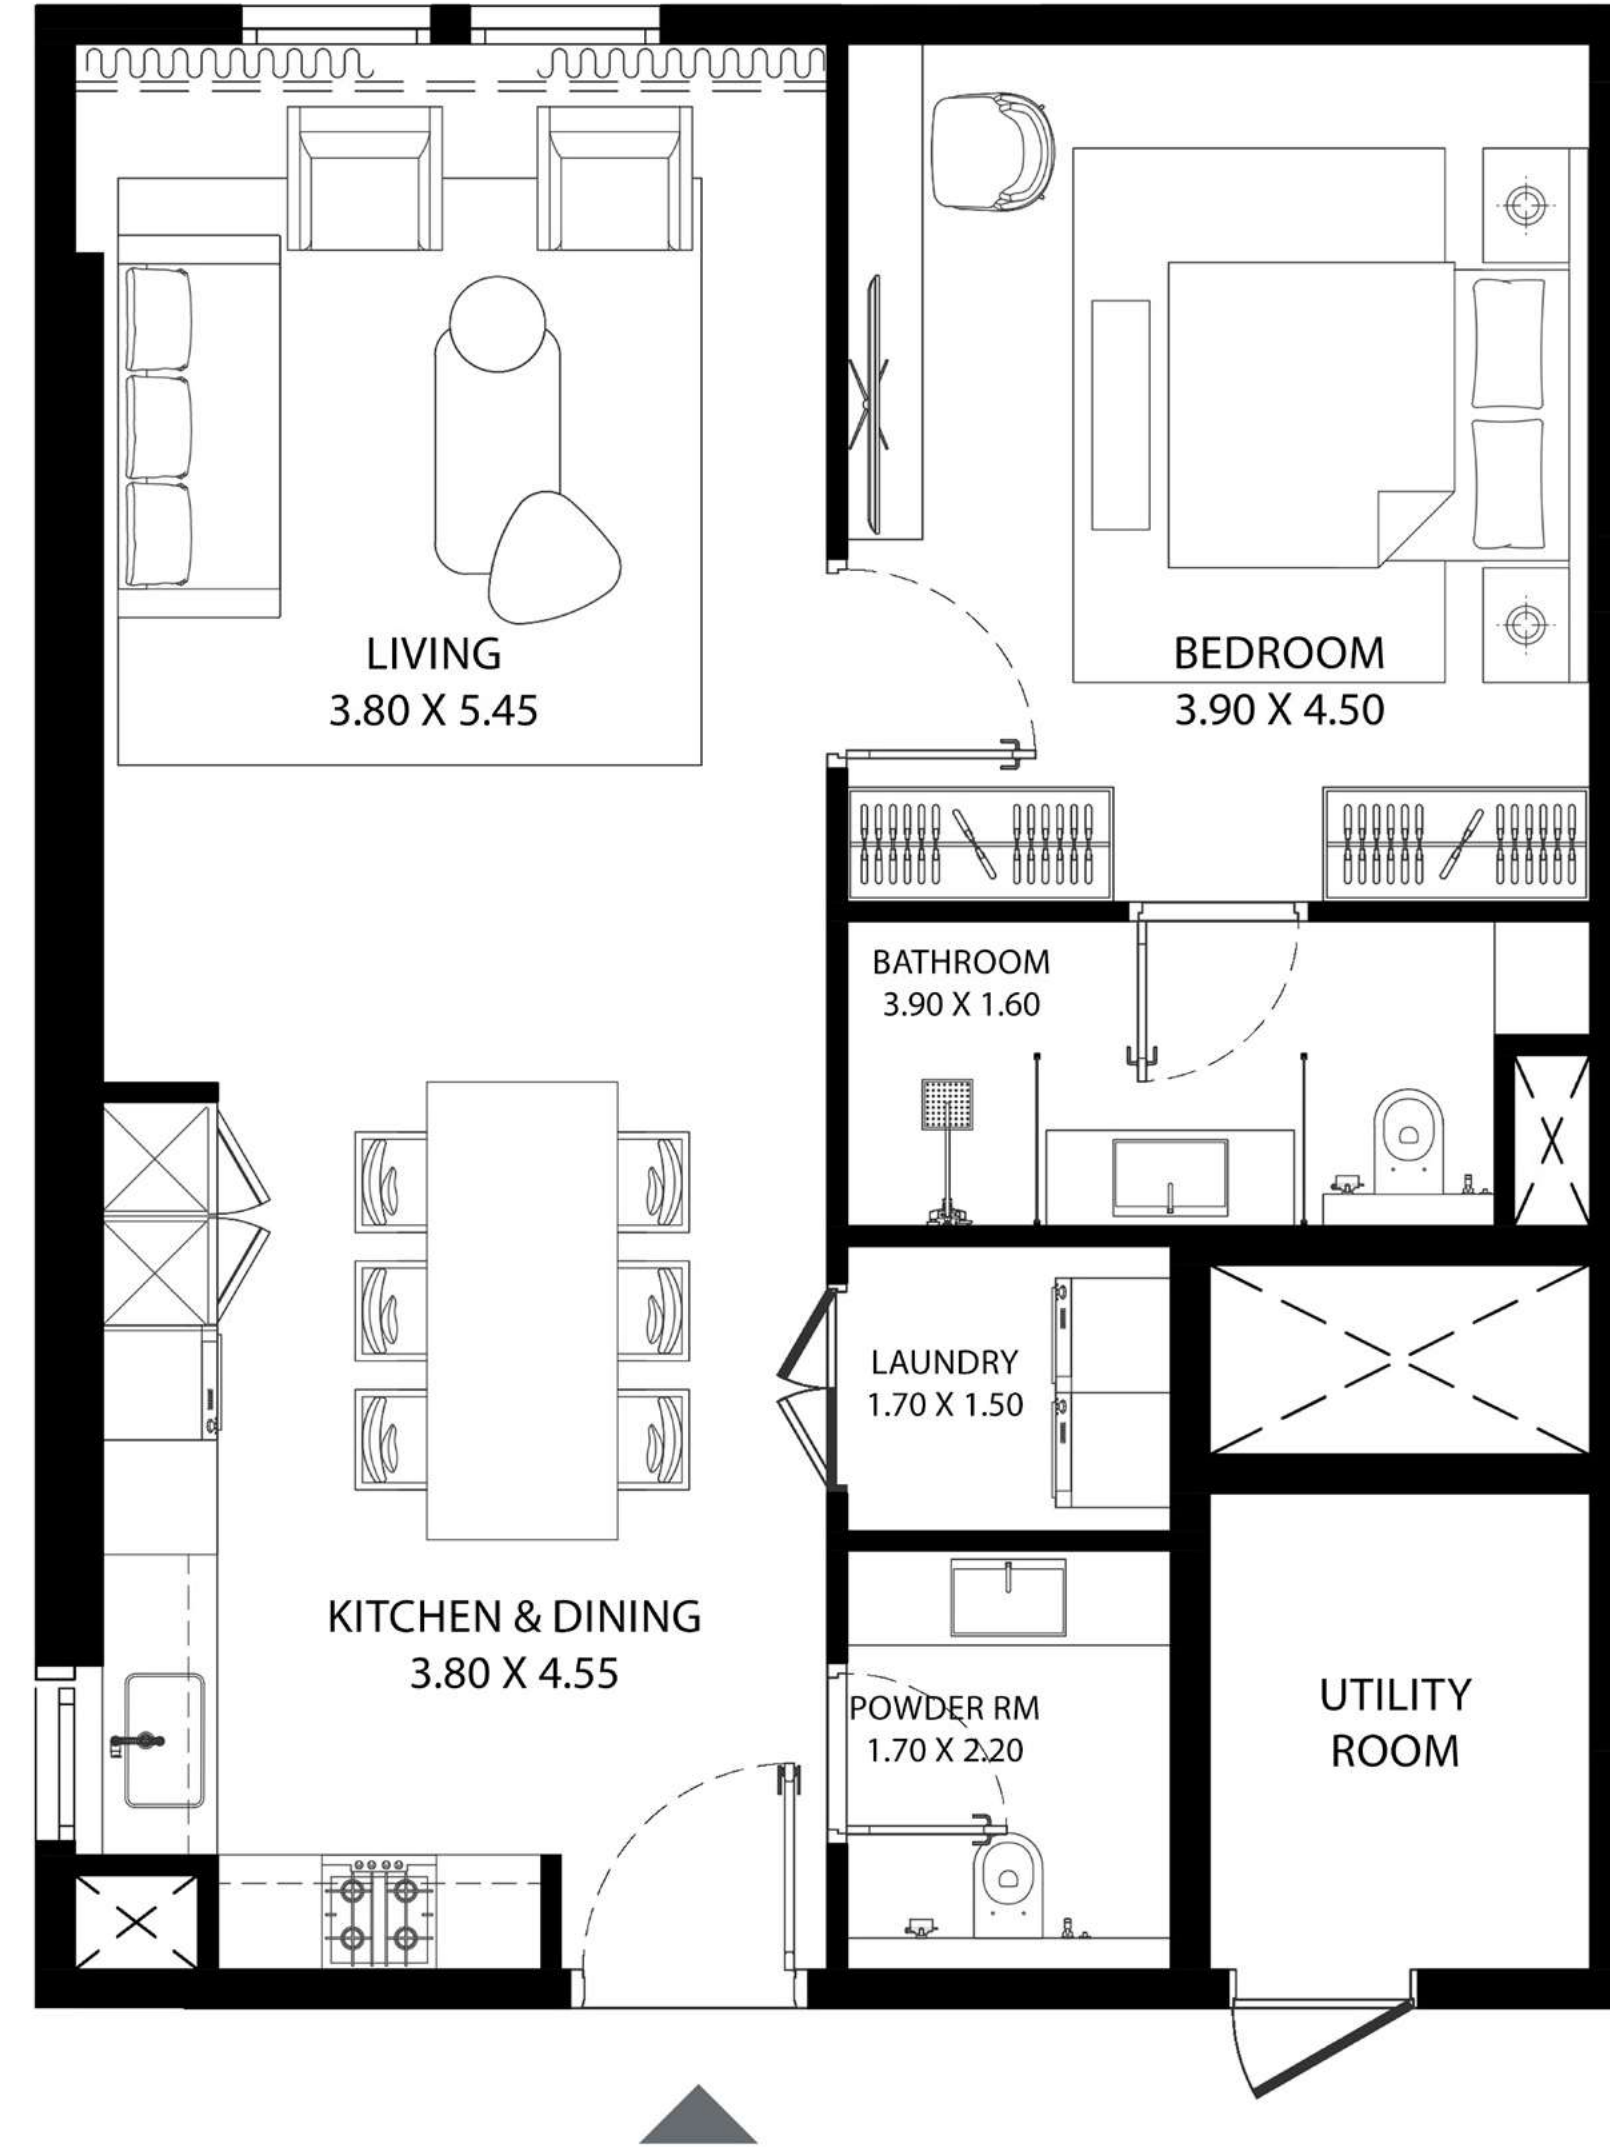 LIVING
3.80 X 5.45
BEDROOM
3.90 X 4.50
BATHROOM
3.90 X 1.60
LAUNDRY
1.70 X 1.50
KITCHEN & DINING
3.80 X 4.55
POWDER RM
1.70 X 2.20
UTILITY
ROOM